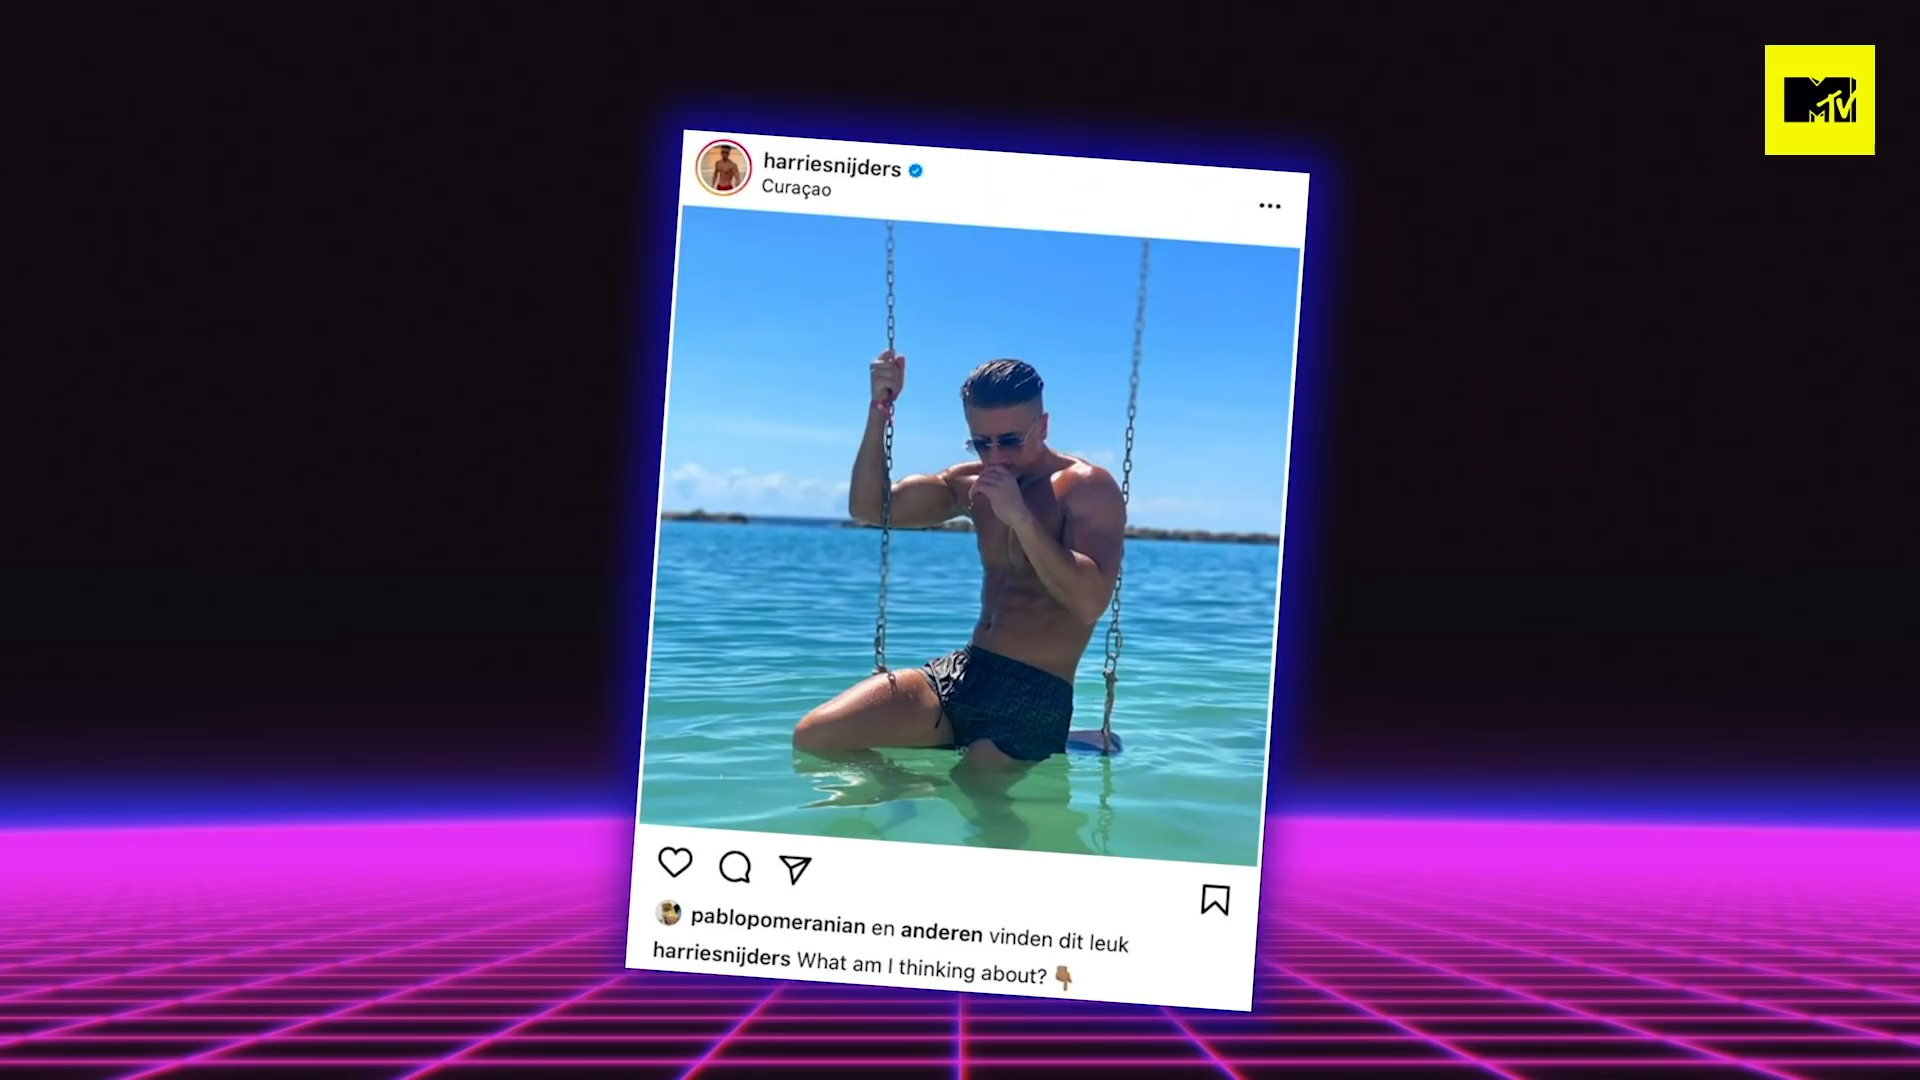 MTV
harriesnijders
Curaçao
pablopomeranian en anderen vinden dit leuk
harriesnijders What am I thinking about? 👇🏽